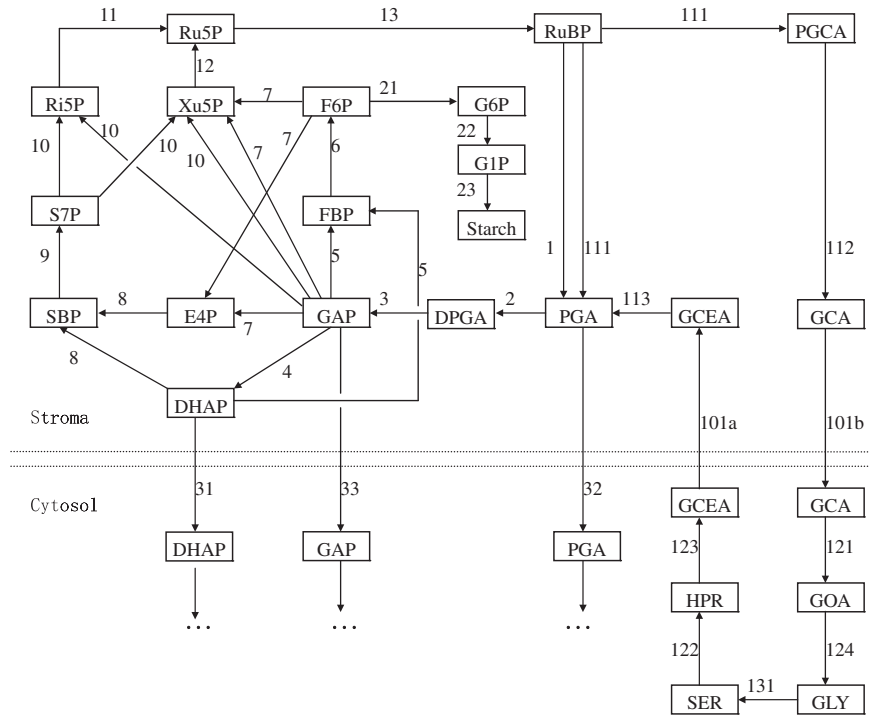 11 13 111
Ru5P RuBP PGCA
12
7 21
Ri5P Xu5P F6P G6P
10 10 10 10 7 7 6 22
G1P
23
S7P FBP Starch
9 5 5 1 111 112
8 7 3 2 113
SBP E4P GAP DPGA PGA GCEA GCA
8 4
DHAP
Stroma 101a 101b
31 33 32
Cytosol GCEA GCA
123 121
DHAP GAP PGA
HPR GOA
... ... ...
122 124
131
SER GLY